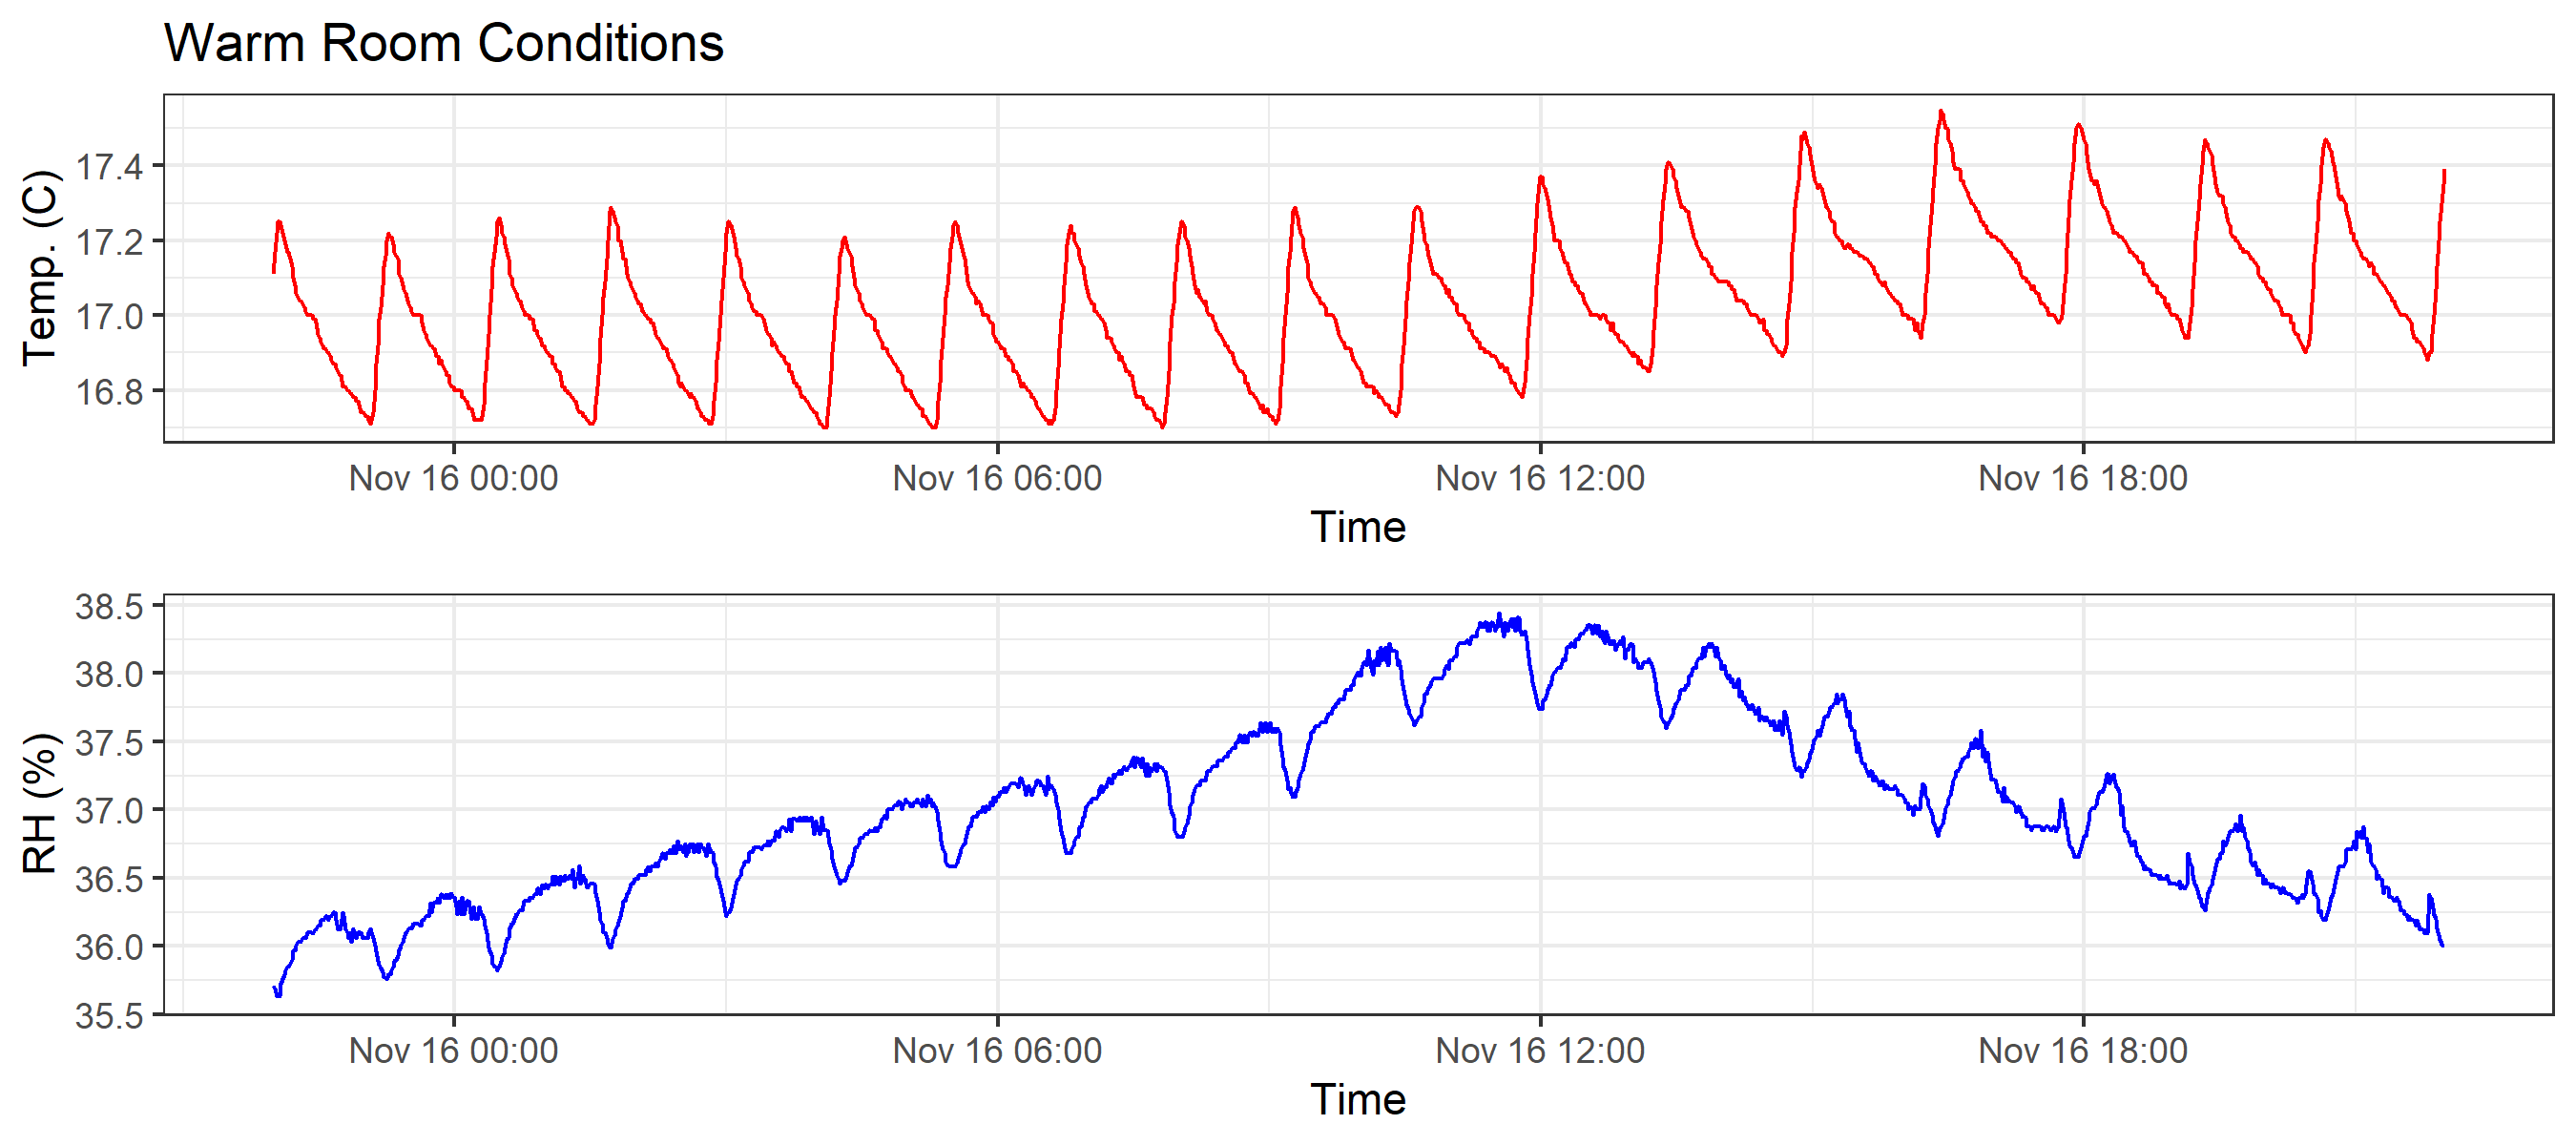 Warm Room Conditions
Temp. (C)
17.4
17.2
17.0
16.8
Nov 16 00:00 Nov 16 06:00 Nov 16 12:00 Nov 16 18:00
Time
RH (%)
38.5
38.0
37.5
37.0
36.5
36.0
35.5
Nov 16 00:00 Nov 16 06:00 Nov 16 12:00 Nov 16 18:00
Time